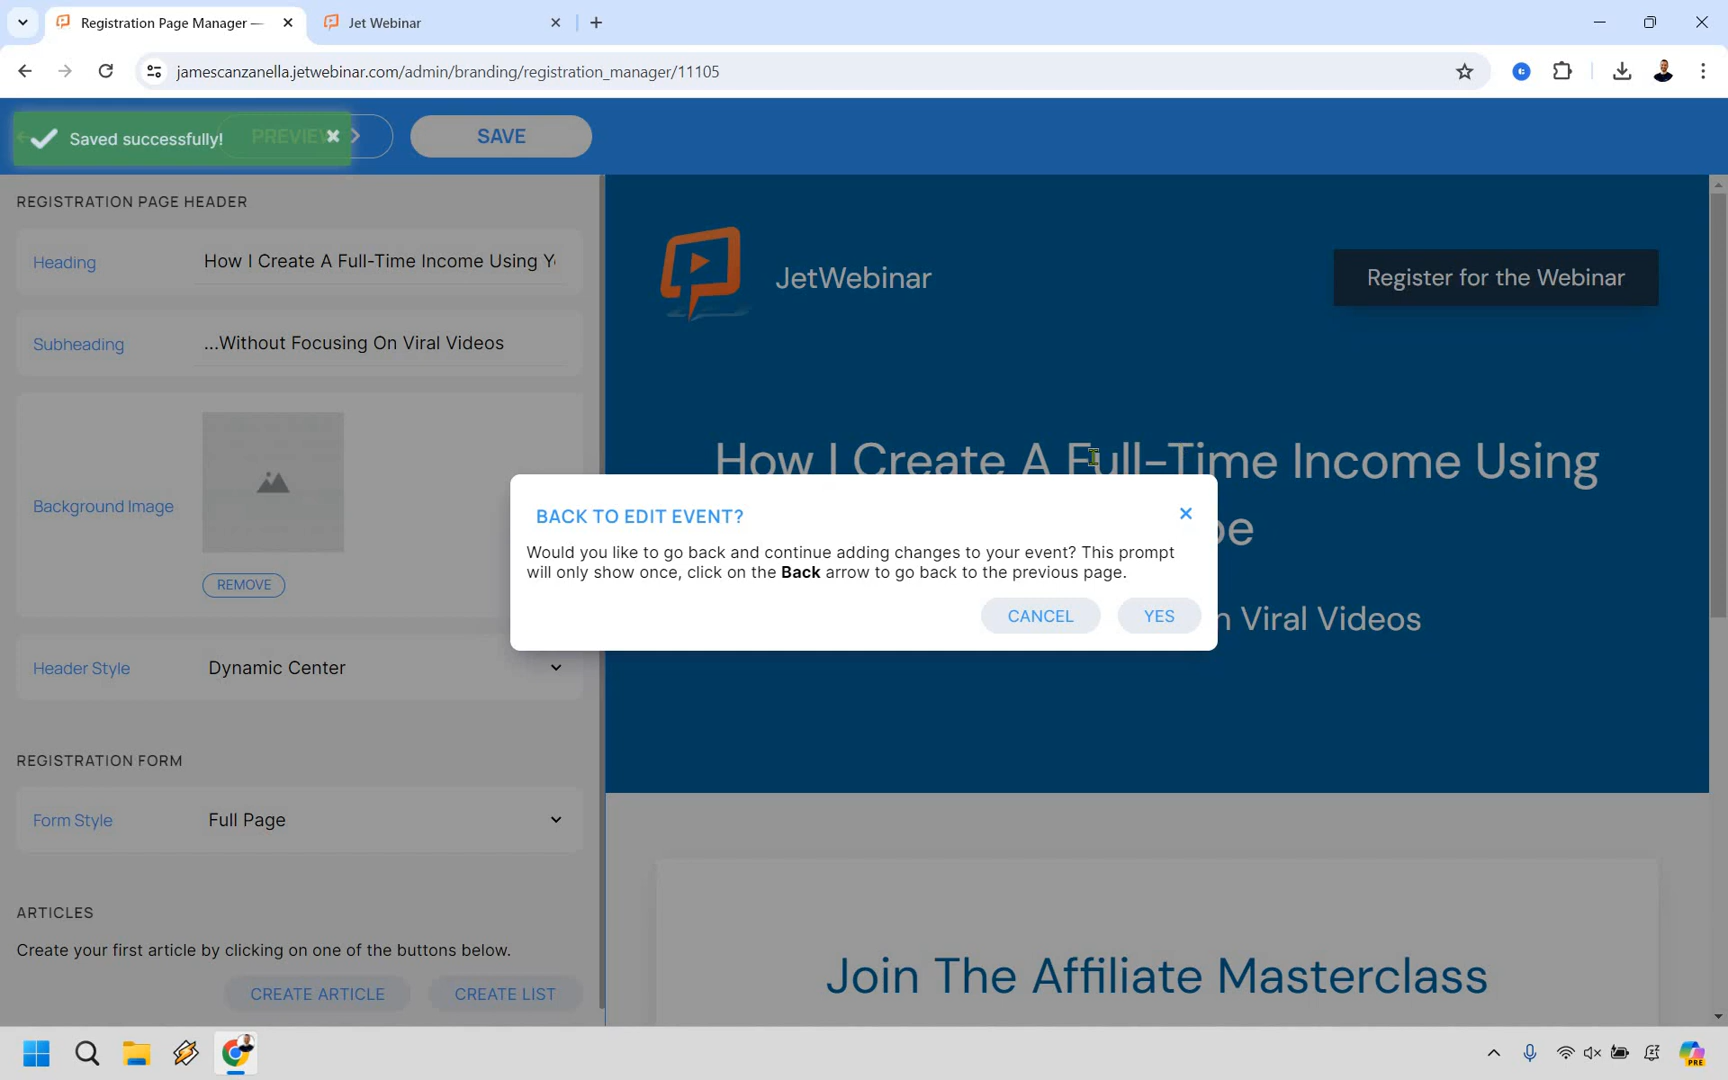 Registration Page Manager —
Jet Webinar
jamescanzanella.jetwebinar.com/admin/branding/registration_manager/11105
Saved successfully!
PREVIEW
SAVE
REGISTRATION PAGE HEADER
Heading
How I Create A Full-Time Income Using Yo
Subheading
...Without Focusing On Viral Videos
Background Image
REMOVE
Header Style
Dynamic Center
REGISTRATION FORM
Form Style
Full Page
ARTICLES
Create your first article by clicking on one of the buttons below.
CREATE ARTICLE
CREATE LIST
JetWebinar
Register for the Webinar
How I Create A Full-Time Income Using
be
n Viral Videos
BACK TO EDIT EVENT?
Would you like to go back and continue adding changes to your event? This prompt
will only show once, click on the Back arrow to go back to the previous page.
CANCEL
YES
Join The Affiliate Masterclass
PRE